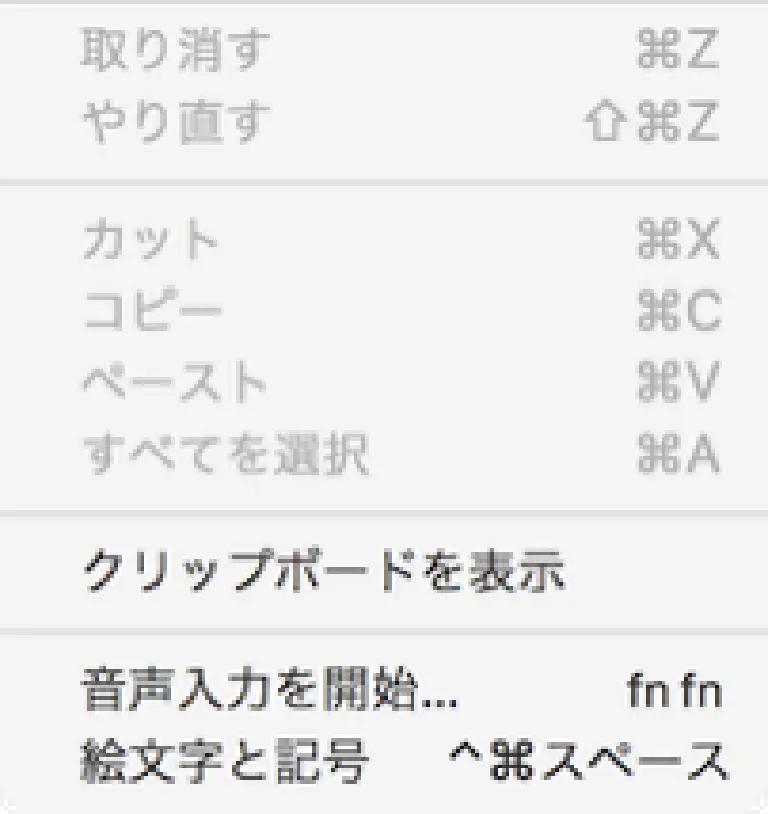 取り消す ⌘Z
やり直す ⇧⌘Z
カット ⌘X
コピー ⌘C
ペースト ⌘V
すべてを選択 ⌘A
クリップボードを表示
音声入力を開始... fn fn
絵文字と記号 ^⌘スペース